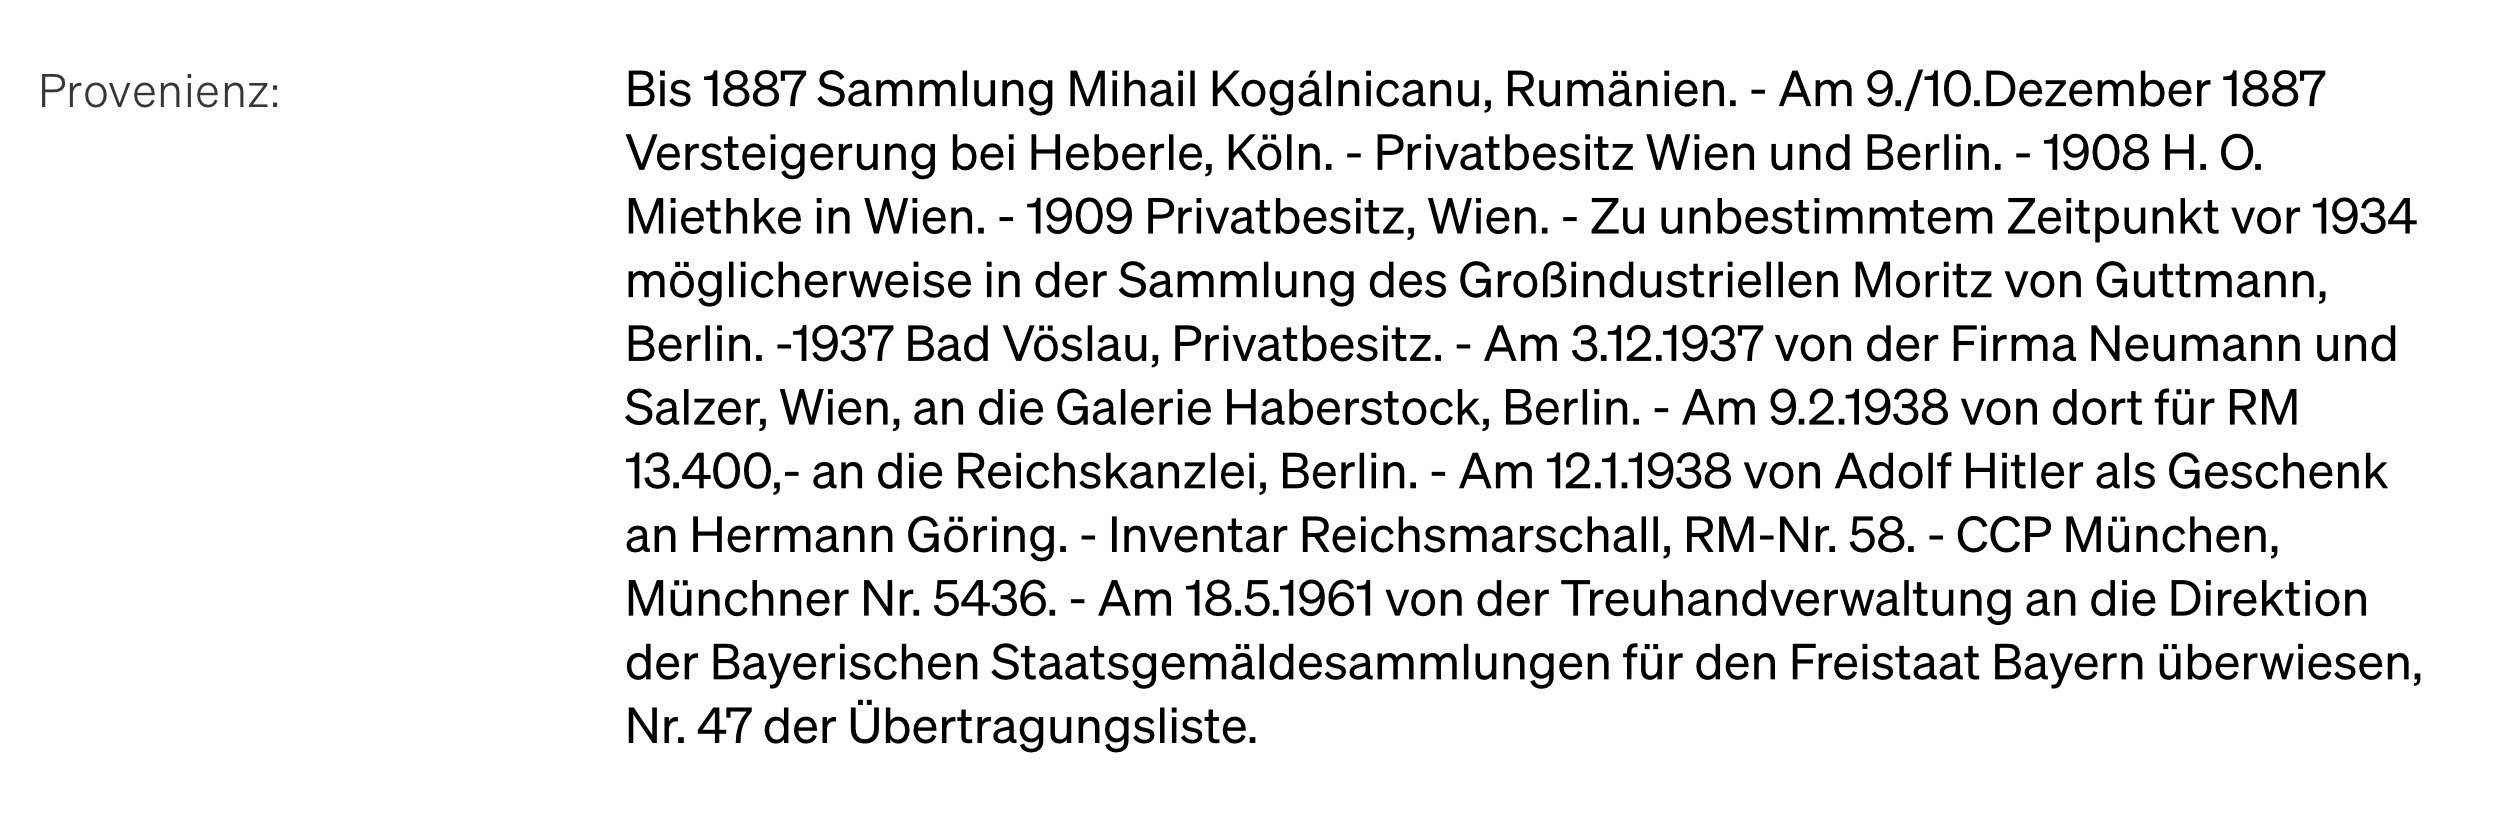 Provenienz:
Bis 1887 Sammlung Mihail Kogálnicanu, Rumänien. - Am 9./10.Dezember 1887
Versteigerung bei Heberle, Köln. - Privatbesitz Wien und Berlin. - 1908 H. O.
Miethke in Wien. - 1909 Privatbesitz, Wien. - Zu unbestimmtem Zeitpunkt vor 1934
möglicherweise in der Sammlung des Großindustriellen Moritz von Guttmann,
Berlin. -1937 Bad Vöslau, Privatbesitz. - Am 3.12.1937 von der Firma Neumann und
Salzer, Wien, an die Galerie Haberstock, Berlin. - Am 9.2.1938 von dort für RM
13.400,- an die Reichskanzlei, Berlin. - Am 12.1.1938 von Adolf Hitler als Geschenk
an Hermann Göring. - Inventar Reichsmarschall, RM-Nr. 58. - CCP München,
Münchner Nr. 5436. - Am 18.5.1961 von der Treuhandverwaltung an die Direktion
der Bayerischen Staatsgemäldesammlungen für den Freistaat Bayern überwiesen,
Nr. 47 der Übertragungsliste.